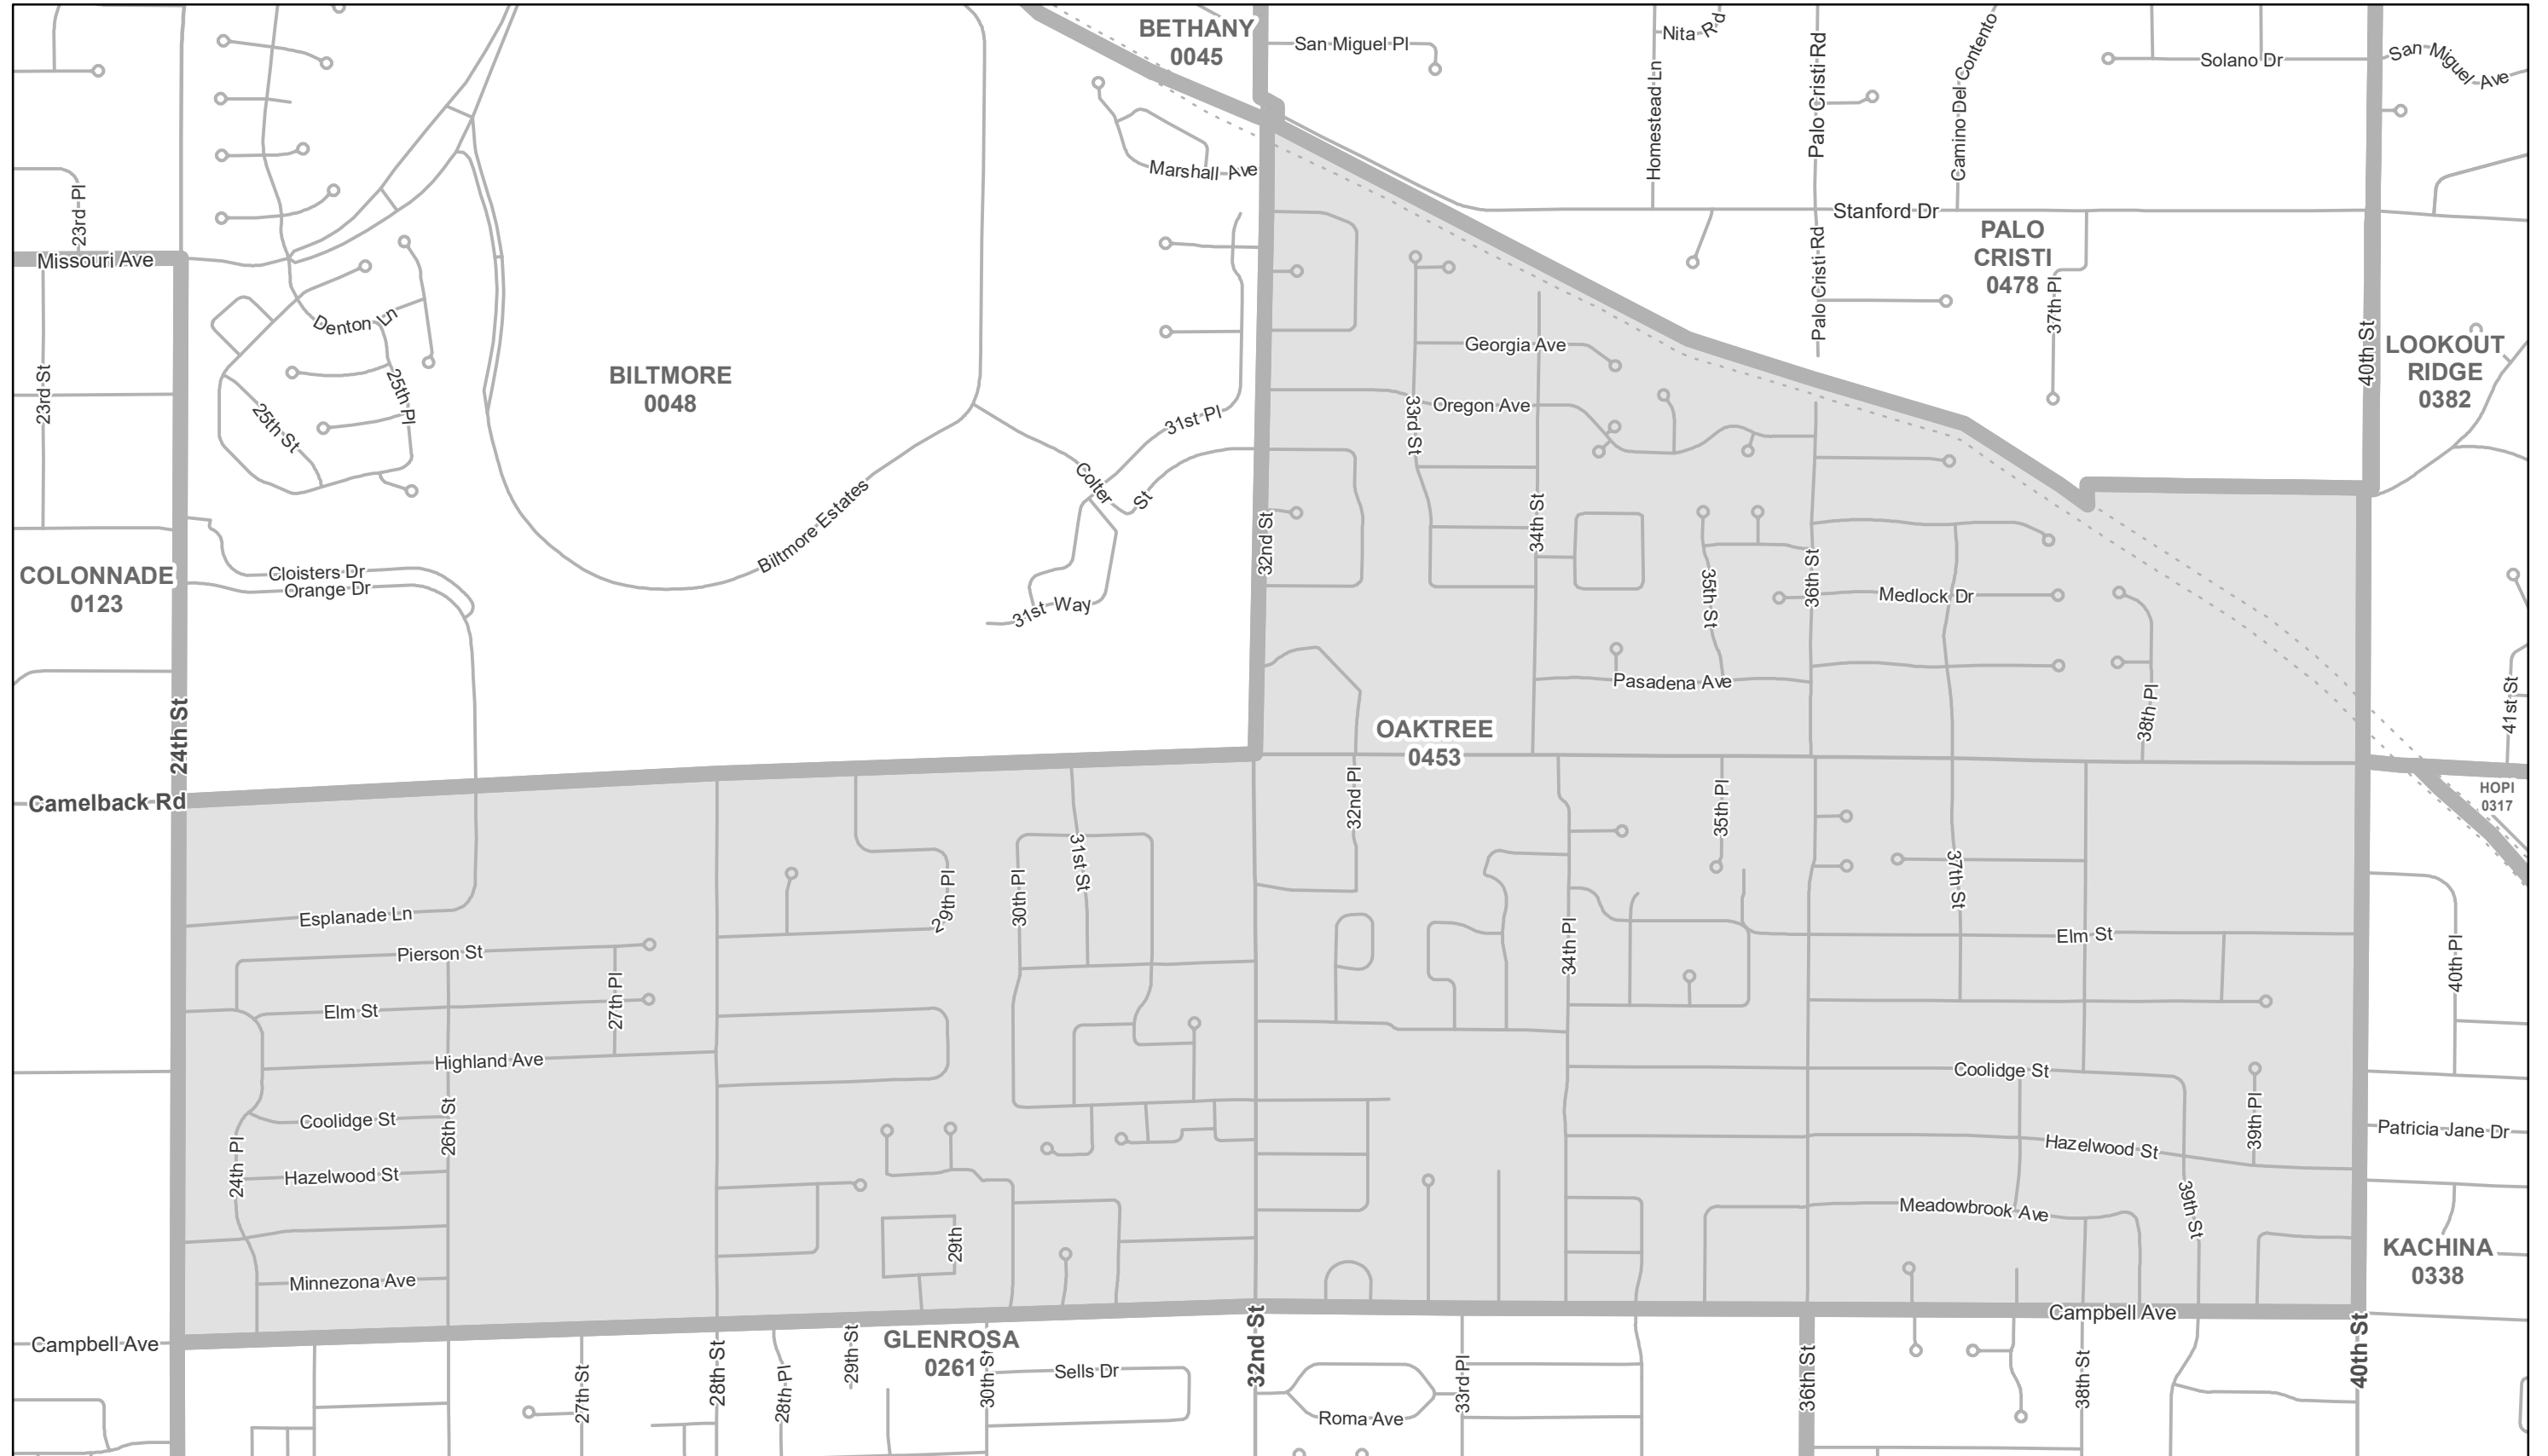 BETHANY
0045
San Miguel Pl
Nita Rd
Homestead Ln
Palo Cristi Rd
Camino Del Contento
Solano Dr
San Miguel Ave
Marshall Ave
23rd Pl
Missouri Ave
Stanford Dr
Palo Cristi Rd
PALO
CRISTI
0478
37th Pl
40th St
LOOKOUT
RIDGE
0382
Denton Ln
23rd St
25th Pl
25th St
BILTMORE
0048
Georgia Ave
Oregon Ave
33rd St
31st Pl
Colter St
Biltmore Estates
32nd St
34th St
COLONNADE
0123
Cloisters Dr
Orange Dr
31st Way
35th St
36th St
Medlock Dr
Pasadena Ave
38th Pl
41st St
24th St
OAKTREE
0453
Camelback Rd
32nd Pl
35th Pl
HOPI
0317
29th Pl
30th Pl
31st St
37th St
Esplanade Ln
Pierson St
34th Pl
Elm St
40th Pl
Elm St
27th Pl
Highland Ave
Coolidge St
Coolidge St
26th St
24th Pl
Hazelwood St
Hazelwood St
39th Pl
Patricia Jane Dr
39th St
Meadowbrook Ave
29th
KACHINA
0338
Minnezona Ave
Campbell Ave
Campbell Ave
GLENROSA
0261
27th St
28th St
28th Pl
29th St
30th St
Sells Dr
32nd St
Roma Ave
33rd Pl
36th St
38th St
40th St